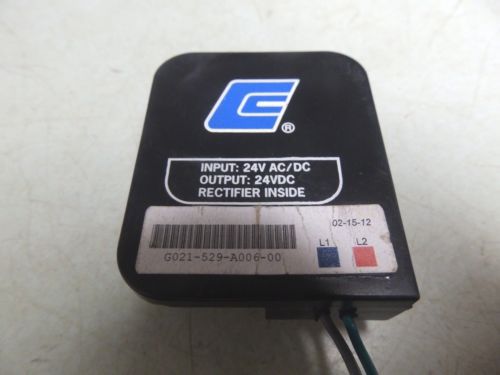 ®
INPUT: 24V AC/DC
OUTPUT: 24VDC
RECTIFIER INSIDE
02-15-12
L1 L2
G021-529-A006-00